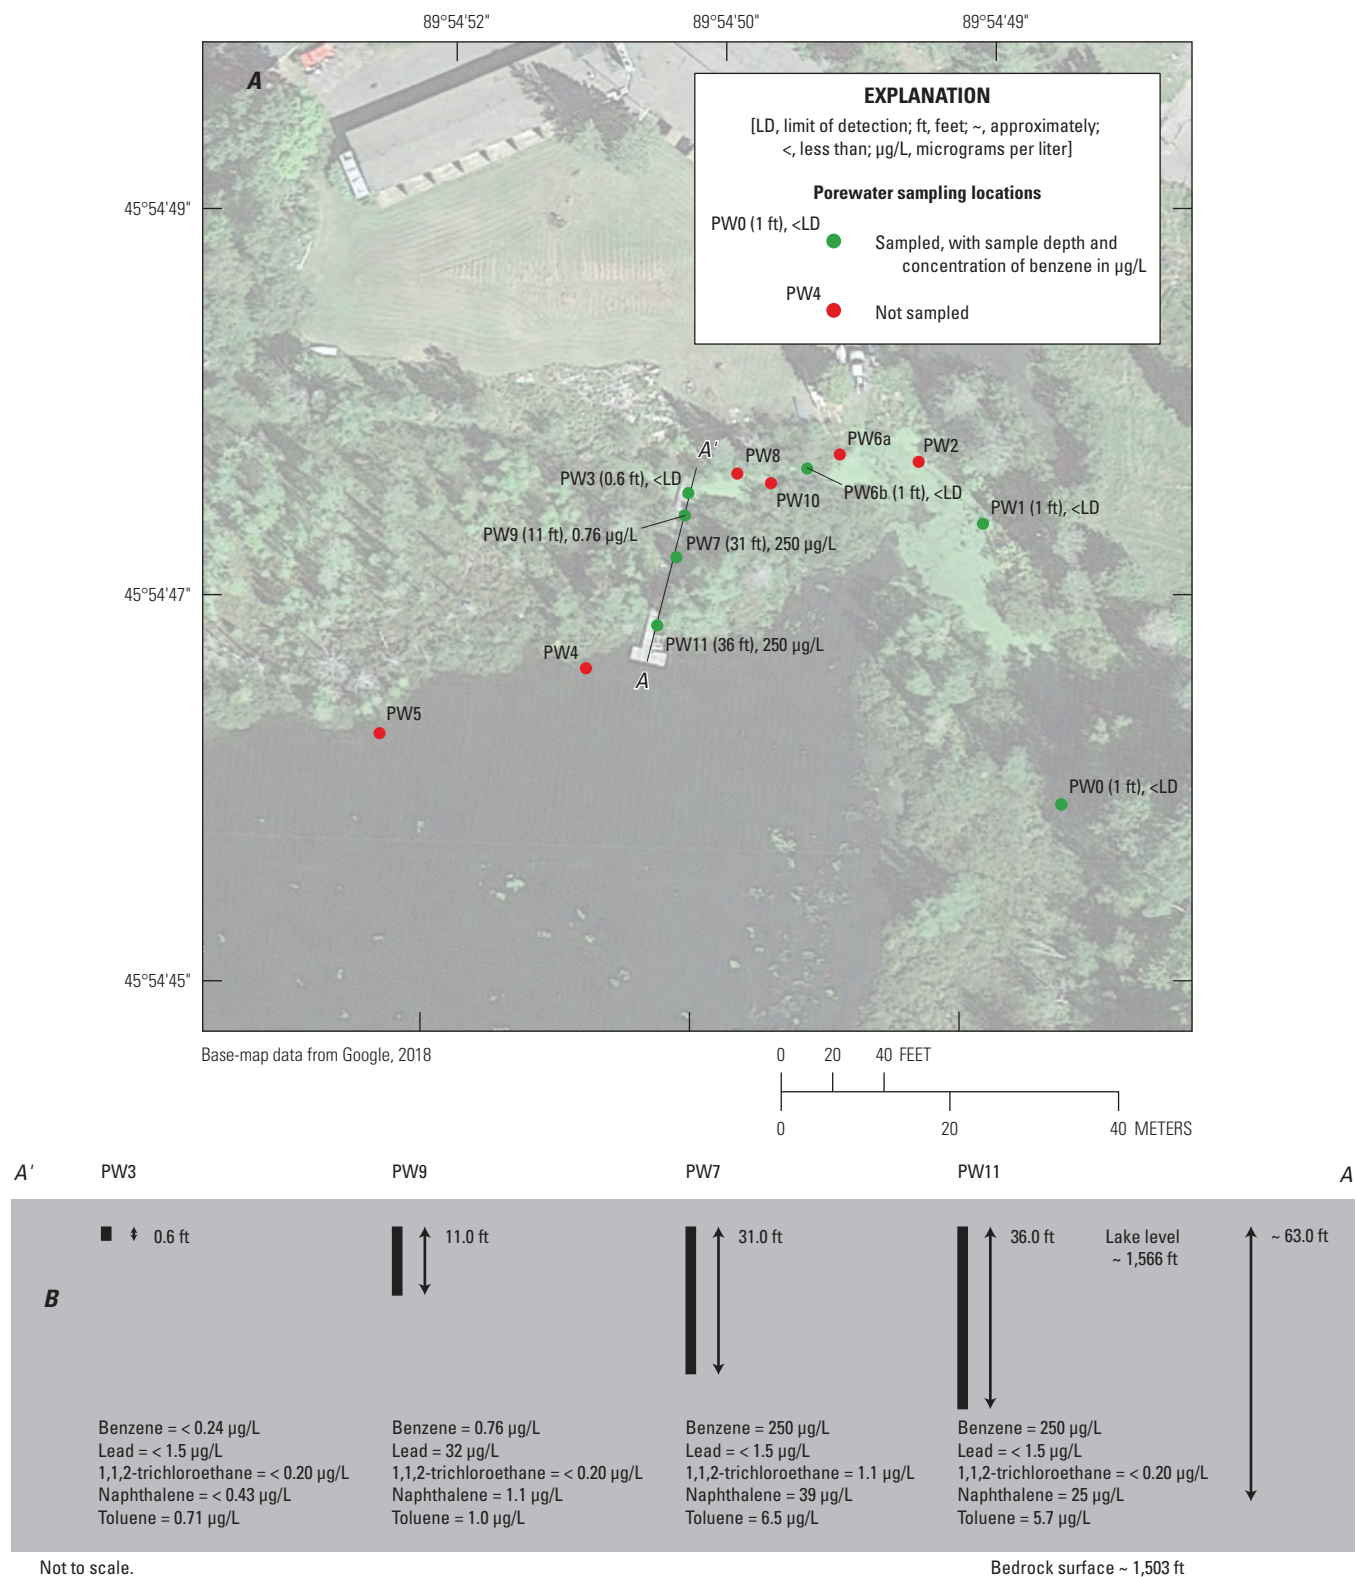 89°54'52" 89°54'50" 89°54'49"
A
EXPLANATION
[LD, limit of detection; ft, feet; ~, approximately;
<, less than; µg/L, micrograms per liter]
Porewater sampling locations
PW0 (1 ft), <LD
Sampled, with sample depth and
concentration of benzene in µg/L
PW4
Not sampled
45°54'49"
45°54'47"
45°54'45"
A'
PW8
PW6a
PW2
PW3 (0.6 ft), <LD
PW10
PW6b (1 ft), <LD
PW1 (1 ft), <LD
PW9 (11 ft), 0.76 µg/L
PW7 (31 ft), 250 µg/L
PW11 (36 ft), 250 µg/L
PW4
A
PW5
PW0 (1 ft), <LD
Base-map data from Google, 2018
0 20 40 FEET
0 20 40 METERS
A' PW3 PW9 PW7 PW11 A
0.6 ft 11.0 ft 31.0 ft 36.0 ft Lake level ~ 63.0 ft
~ 1,566 ft
B
Benzene = < 0.24 µg/L
Lead = < 1.5 µg/L
1,1,2-trichloroethane = < 0.20 µg/L
Naphthalene = < 0.43 µg/L
Toluene = 0.71 µg/L
Benzene = 0.76 µg/L
Lead = 32 µg/L
1,1,2-trichloroethane = < 0.20 µg/L
Naphthalene = 1.1 µg/L
Toluene = 1.0 µg/L
Benzene = 250 µg/L
Lead = < 1.5 µg/L
1,1,2-trichloroethane = 1.1 µg/L
Naphthalene = 39 µg/L
Toluene = 6.5 µg/L
Benzene = 250 µg/L
Lead = < 1.5 µg/L
1,1,2-trichloroethane = < 0.20 µg/L
Naphthalene = 25 µg/L
Toluene = 5.7 µg/L
Not to scale. Bedrock surface ~ 1,503 ft